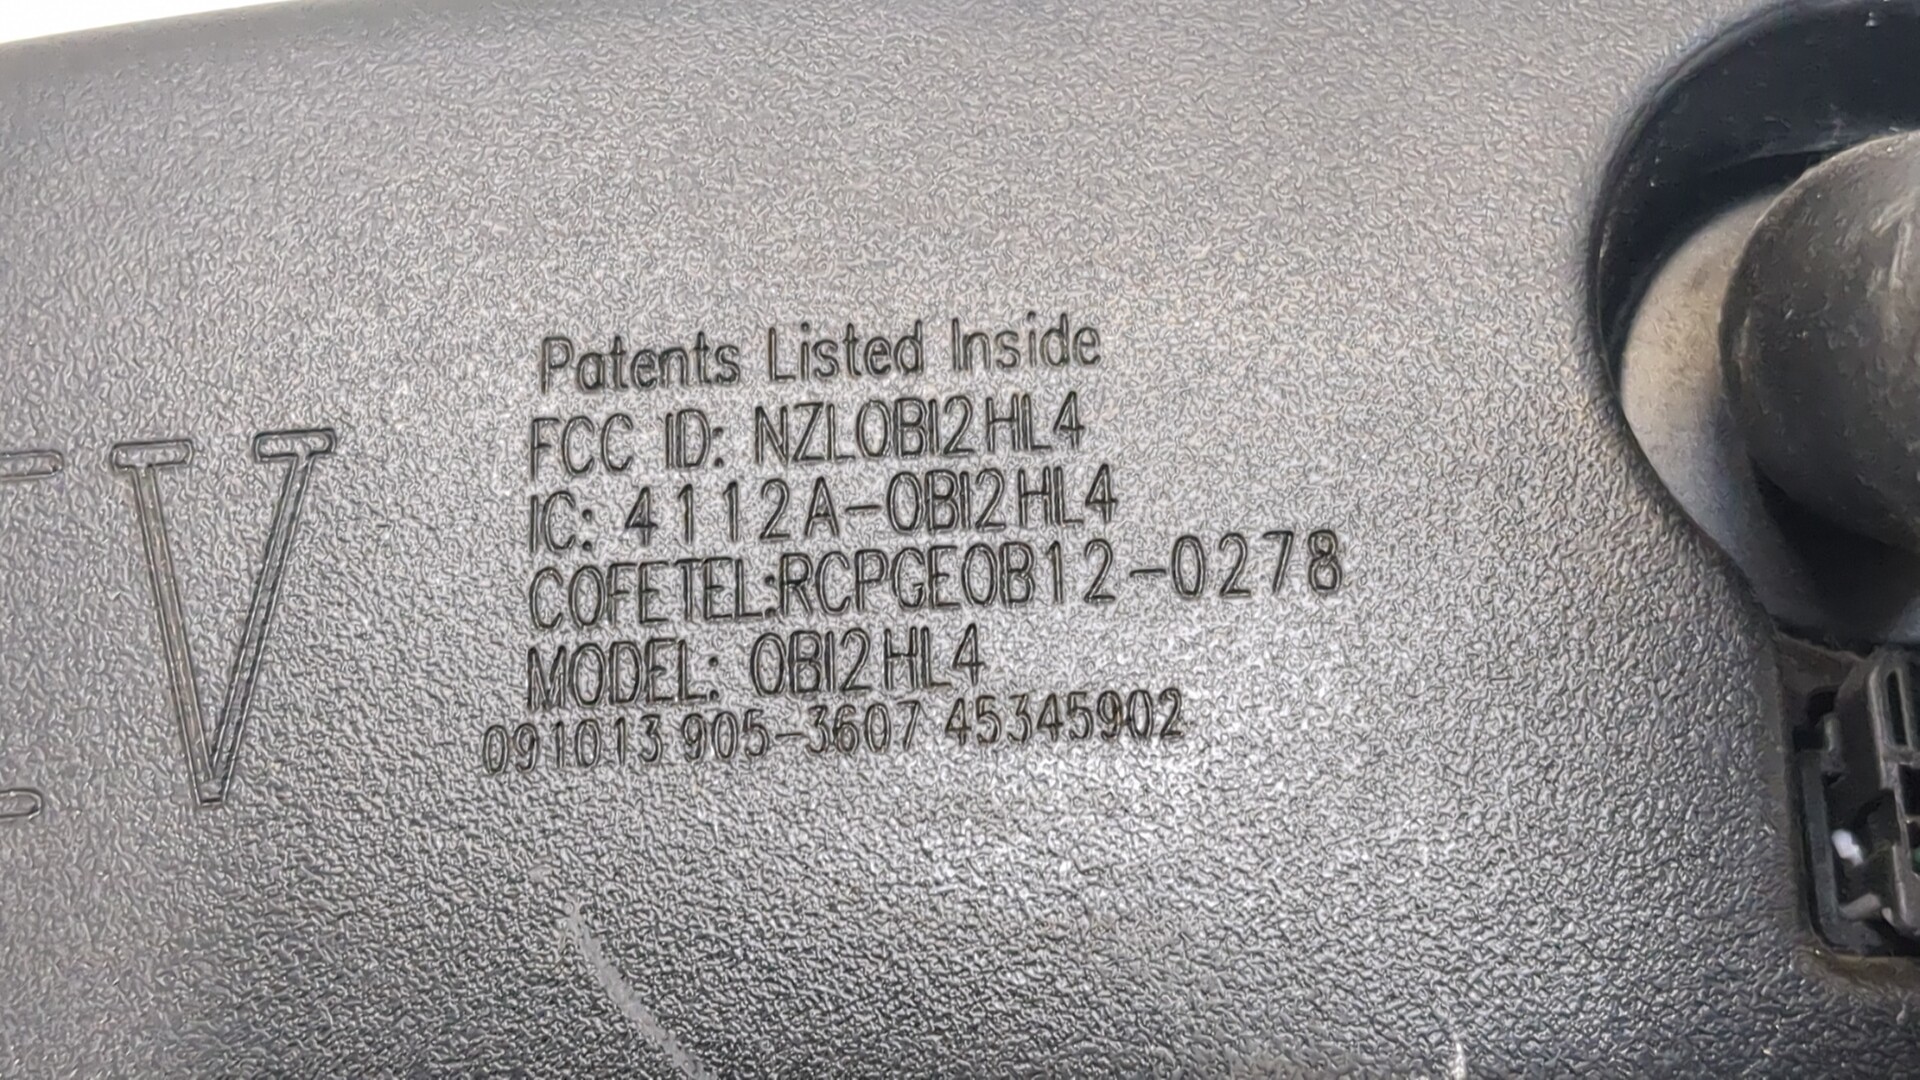 Patents Listed Inside
FCC ID: NZLOBI2HL4
IC: 4112A-OBI2HL4
COFETEL:RCPGEOB12-0278
MODEL: OBI2HL4
091013 905-3607 45345902
V